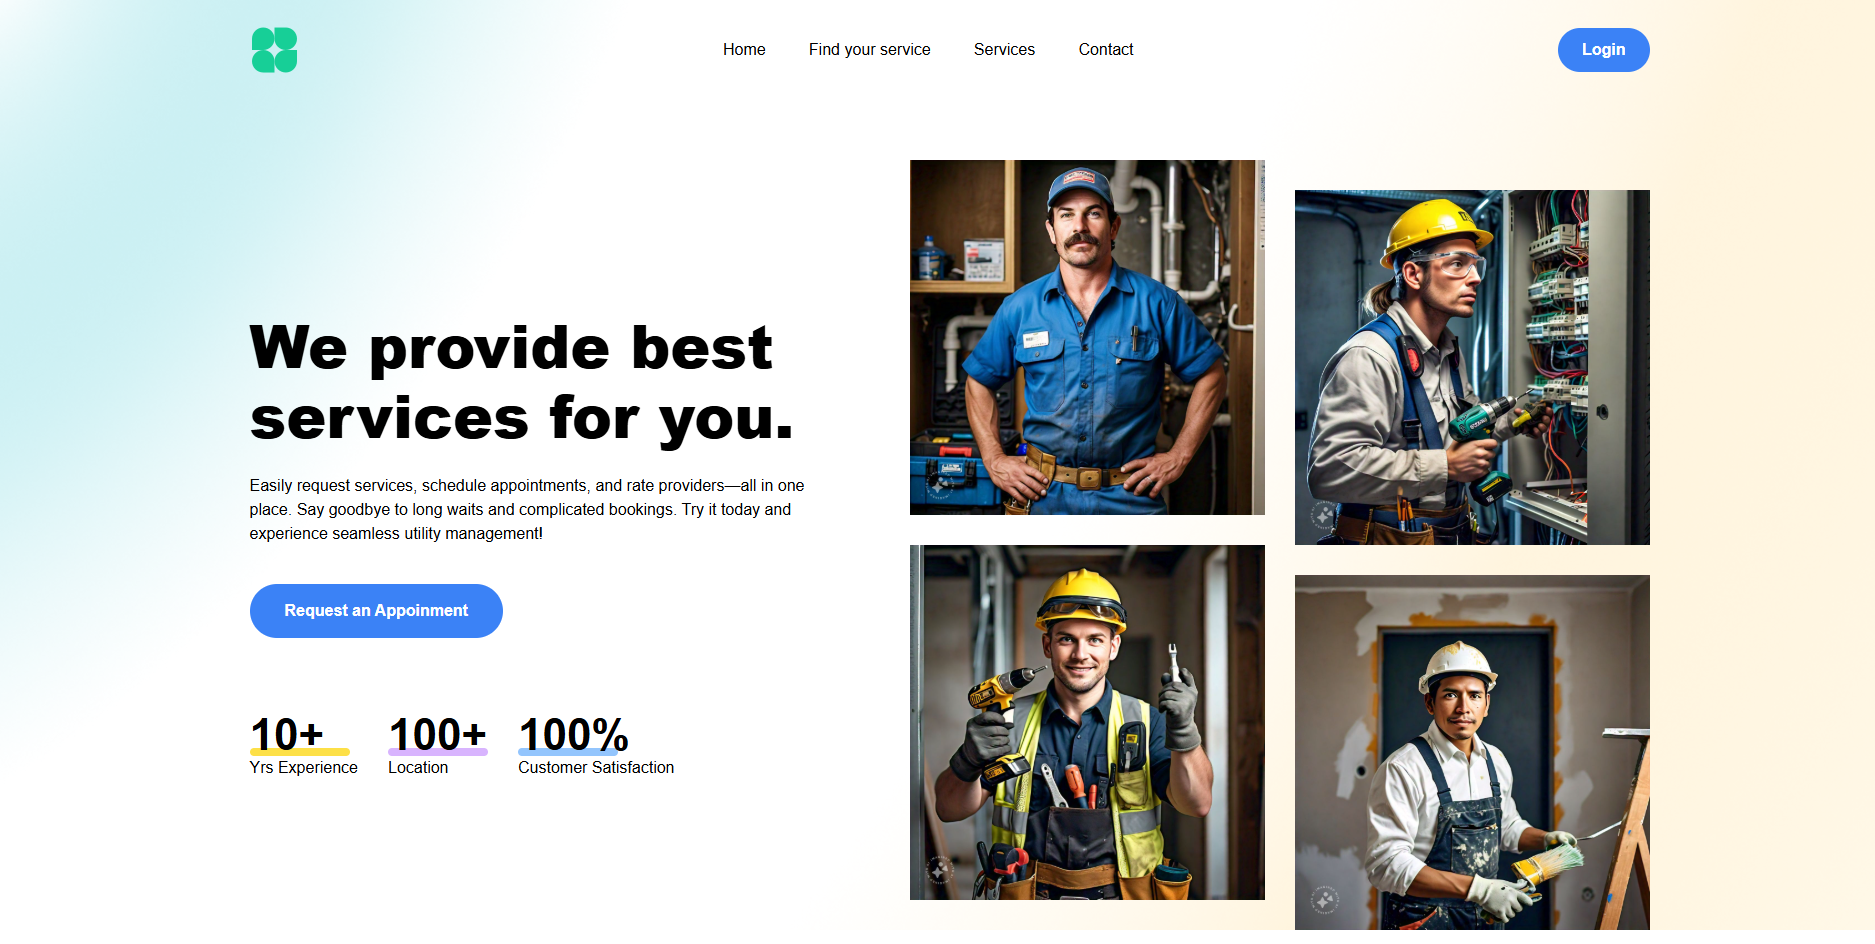 Home
Find your service
Services
Contact
Login
We provide best
services for you.
Easily request services, schedule appointments, and rate providers—all in one
place. Say goodbye to long waits and complicated bookings. Try it today and
experience seamless utility management!
Request an Appoinment
10+
Yrs Experience
100+
Location
100%
Customer Satisfaction